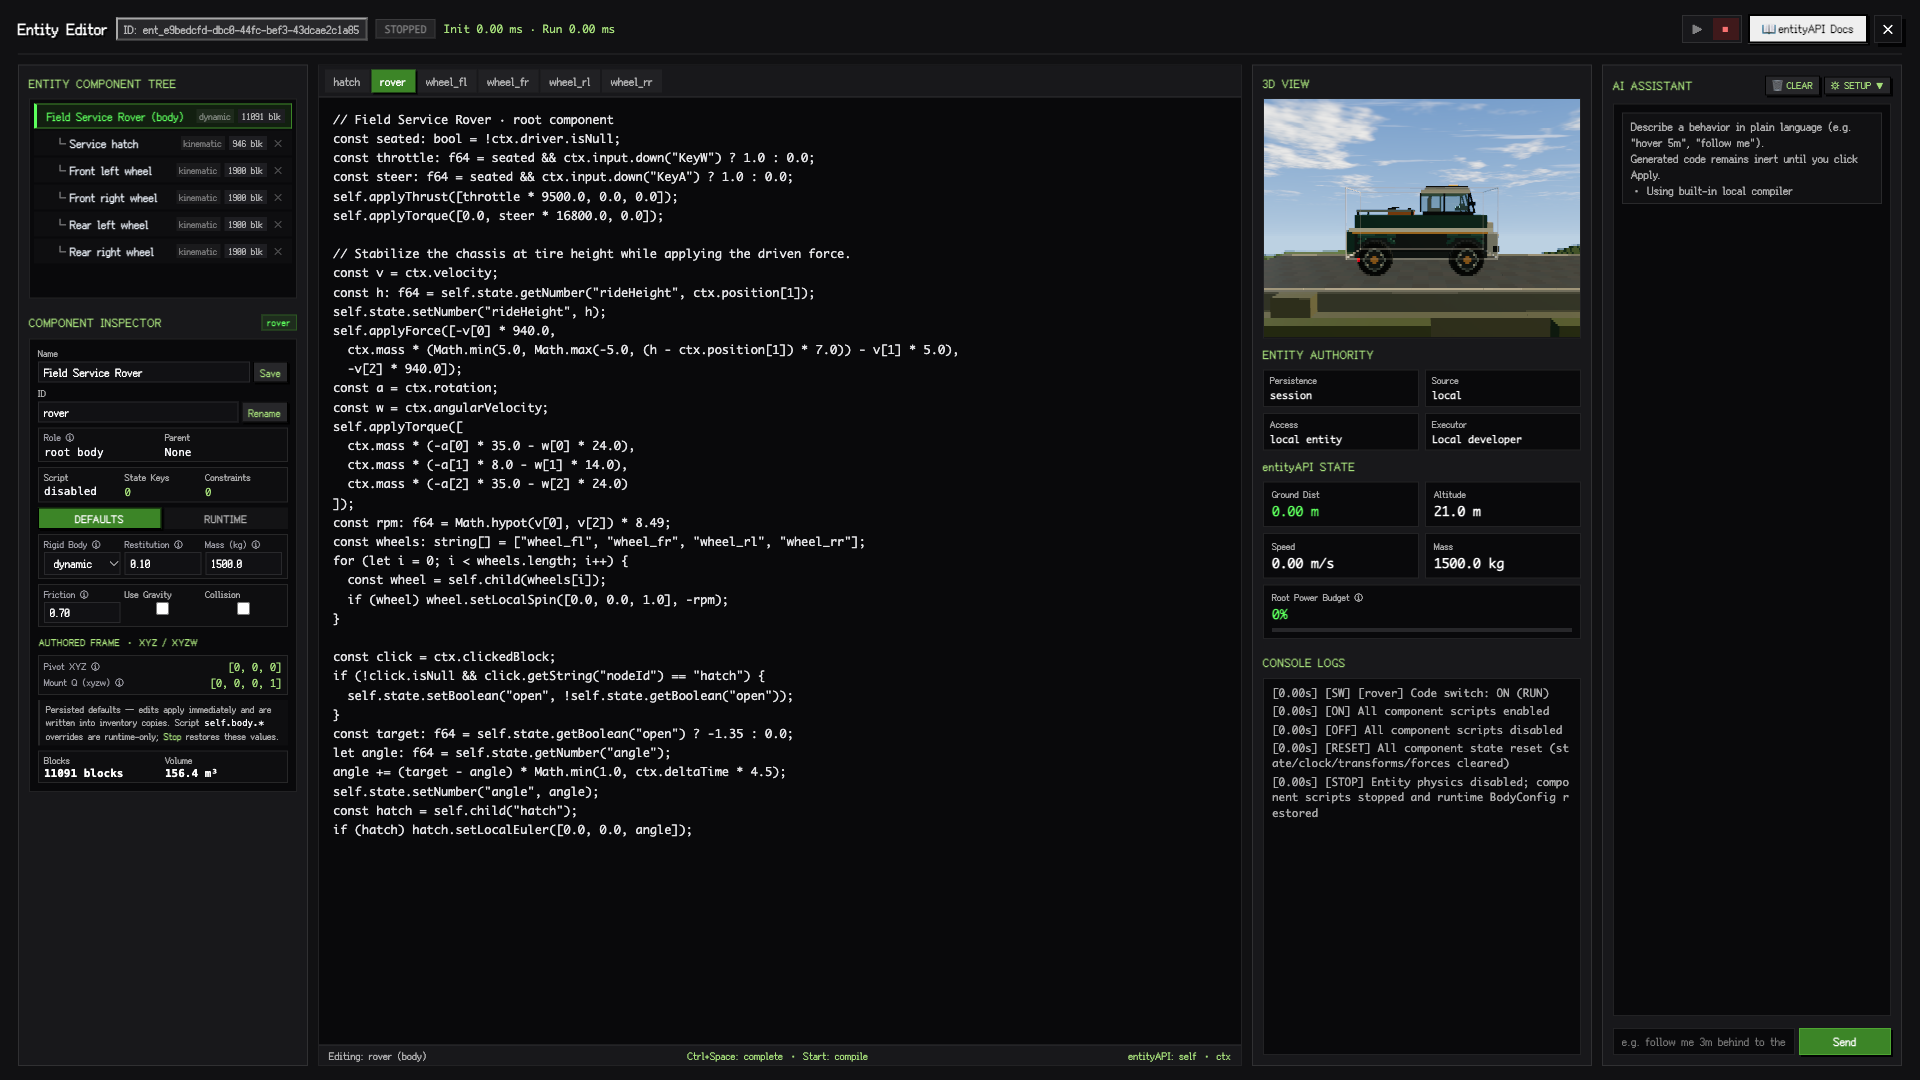 Entity Editor
ID: ent_e9bedcfd-dbc0-44fc-bef3-43dcae2c1a05
STOPPED
Init 0.00 ms · Run 0.00 ms
entityAPI Docs
ENTITY COMPONENT TREE
Field Service Rover (body) dynamic 11091 blk
Service hatch kinematic 946 blk
Front left wheel kinematic 1900 blk
Front right wheel kinematic 1900 blk
Rear left wheel kinematic 1900 blk
Rear right wheel kinematic 1900 blk
COMPONENT INSPECTOR
rover
Name
Field Service Rover
Save
ID
rover
Rename
Role Parent
root body None
Script State Keys Constraints
disabled 0 0
DEFAULTS RUNTIME
Rigid Body Restitution Mass (kg)
dynamic 0.10 1500.0
Friction Use Gravity Collision
0.70
AUTHORED FRAME · XYZ / XYZW
Pivot XYZ [0, 0, 0]
Mount Q (xyzw) [0, 0, 0, 1]
Persisted defaults — edits apply immediately and are
written into inventory copies. Script self.body.*
overrides are runtime-only; Stop restores these values.
Blocks Volume
11091 blocks 156.4 m³
hatch rover wheel_fl wheel_fr wheel_rl wheel_rr
// Field Service Rover · root component
const seated: bool = !ctx.driver.isNull;
const throttle: f64 = seated && ctx.input.down("KeyW") ? 1.0 : 0.0;
const steer: f64 = seated && ctx.input.down("KeyA") ? 1.0 : 0.0;
self.applyThrust([throttle * 9500.0, 0.0, 0.0]);
self.applyTorque([0.0, steer * 16800.0, 0.0]);
// Stabilize the chassis at tire height while applying the driven force.
const v = ctx.velocity;
const h: f64 = self.state.getNumber("rideHeight", ctx.position[1]);
self.state.setNumber("rideHeight", h);
self.applyForce([-v[0] * 940.0,
ctx.mass * (Math.min(5.0, Math.max(-5.0, (h - ctx.position[1]) * 7.0)) - v[1] * 5.0),
-v[2] * 940.0]);
const a = ctx.rotation;
const w = ctx.angularVelocity;
self.applyTorque([
ctx.mass * (-a[0] * 35.0 - w[0] * 24.0),
ctx.mass * (-a[1] * 8.0 - w[1] * 14.0),
ctx.mass * (-a[2] * 35.0 - w[2] * 24.0)
]);
const rpm: f64 = Math.hypot(v[0], v[2]) * 8.49;
const wheels: string[] = ["wheel_fl", "wheel_fr", "wheel_rl", "wheel_rr"];
for (let i = 0; i < wheels.length; i++) {
const wheel = self.child(wheels[i]);
if (wheel) wheel.setLocalSpin([0.0, 0.0, 1.0], -rpm);
}
const click = ctx.clickedBlock;
if (!click.isNull && click.getString("nodeId") == "hatch") {
self.state.setBoolean("open", !self.state.getBoolean("open"));
}
const target: f64 = self.state.getBoolean("open") ? -1.35 : 0.0;
let angle: f64 = self.state.getNumber("angle");
angle += (target - angle) * Math.min(1.0, ctx.deltaTime * 4.5);
self.state.setNumber("angle", angle);
const hatch = self.child("hatch");
if (hatch) hatch.setLocalEuler([0.0, 0.0, angle]);
Editing: rover (body)
Ctrl+Space: complete · Start: compile
entityAPI: self · ctx
3D VIEW
ENTITY AUTHORITY
Persistence Source
session local
Access Executor
local entity Local developer
entityAPI STATE
Ground Dist Altitude
0.00 m 21.0 m
Speed Mass
0.00 m/s 1500.0 kg
Root Power Budget
0%
CONSOLE LOGS
[0.00s] [SW] [rover] Code switch: ON (RUN)
[0.00s] [ON] All component scripts enabled
[0.00s] [OFF] All component scripts disabled
[0.00s] [RESET] All component state reset (st
ate/clock/transforms/forces cleared)
[0.00s] [STOP] Entity physics disabled; compo
nent scripts stopped and runtime BodyConfig r
estored
AI ASSISTANT
CLEAR
SETUP ▼
Describe a behavior in plain language (e.g.
"hover 5m", "follow me").
Generated code remains inert until you click
Apply.
• Using built-in local compiler
e.g. follow me 3m behind to the
Send